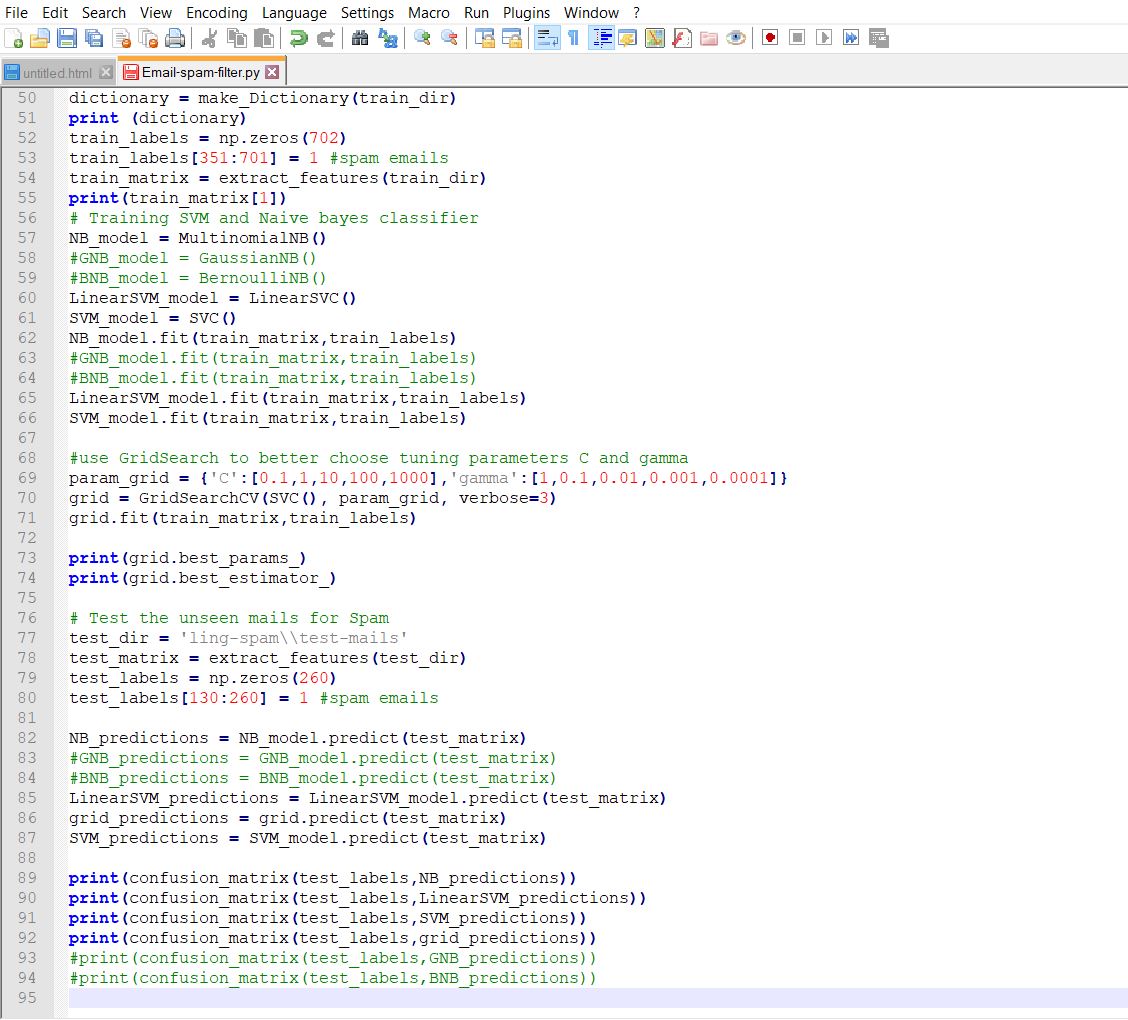 File Edit Search View Encoding Language Settings Macro Run Plugins Window ?
untitled.html Email-spam-filter.py
50 dictionary = make_Dictionary(train_dir)
51 print (dictionary)
52 train_labels = np.zeros(702)
53 train_labels[351:701] = 1 #spam emails
54 train_matrix = extract_features(train_dir)
55 print(train_matrix[1])
56 # Training SVM and Naive bayes classifier
57 NB_model = MultinomialNB()
58 #GNB_model = GaussianNB()
59 #BNB_model = BernoulliNB()
60 LinearSVM_model = LinearSVC()
61 SVM_model = SVC()
62 NB_model.fit(train_matrix,train_labels)
63 #GNB_model.fit(train_matrix,train_labels)
64 #BNB_model.fit(train_matrix,train_labels)
65 LinearSVM_model.fit(train_matrix,train_labels)
66 SVM_model.fit(train_matrix,train_labels)
67
68 #use GridSearch to better choose tuning parameters C and gamma
69 param_grid = {'C':[0.1,1,10,100,1000],'gamma':[1,0.1,0.01,0.001,0.0001]}
70 grid = GridSearchCV(SVC(), param_grid, verbose=3)
71 grid.fit(train_matrix,train_labels)
72
73 print(grid.best_params_)
74 print(grid.best_estimator_)
75
76 # Test the unseen mails for Spam
77 test_dir = 'ling-spam\\test-mails'
78 test_matrix = extract_features(test_dir)
79 test_labels = np.zeros(260)
80 test_labels[130:260] = 1 #spam emails
81
82 NB_predictions = NB_model.predict(test_matrix)
83 #GNB_predictions = GNB_model.predict(test_matrix)
84 #BNB_predictions = BNB_model.predict(test_matrix)
85 LinearSVM_predictions = LinearSVM_model.predict(test_matrix)
86 grid_predictions = grid.predict(test_matrix)
87 SVM_predictions = SVM_model.predict(test_matrix)
88
89 print(confusion_matrix(test_labels,NB_predictions))
90 print(confusion_matrix(test_labels,LinearSVM_predictions))
91 print(confusion_matrix(test_labels,SVM_predictions))
92 print(confusion_matrix(test_labels,grid_predictions))
93 #print(confusion_matrix(test_labels,GNB_predictions))
94 #print(confusion_matrix(test_labels,BNB_predictions))
95